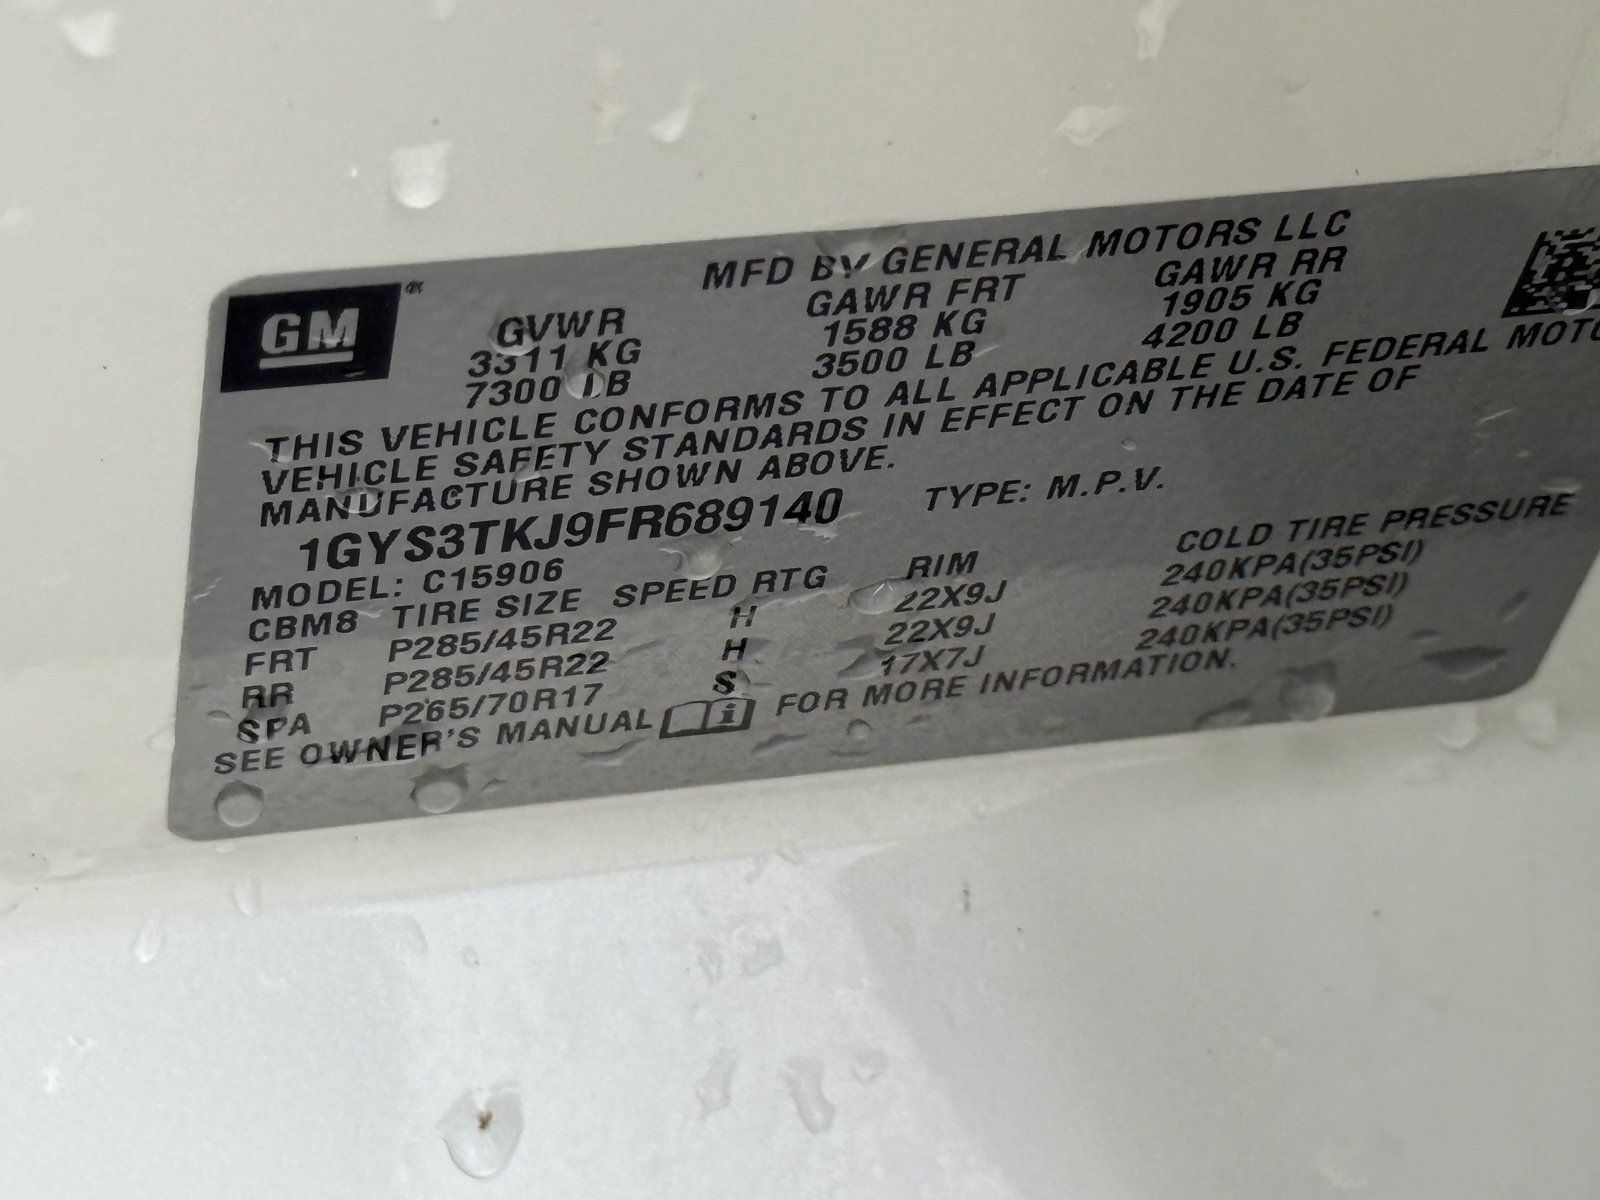 GM®
MFD BY GENERAL MOTORS LLC
GVWR GAWR FRT GAWR RR
3311 KG 1588 KG 1905 KG
7300 LB 3500 LB 4200 LB
THIS VEHICLE CONFORMS TO ALL APPLICABLE U.S. FEDERAL MOTO
VEHICLE SAFETY STANDARDS IN EFFECT ON THE DATE OF
MANUFACTURE SHOWN ABOVE.
1GYS3TKJ9FR689140 TYPE: M.P.V.
MODEL: C15906
CBM8 TIRE SIZE SPEED RTG RIM COLD TIRE PRESSURE
FRT P285/45R22 H 22X9J 240KPA(35PSI)
RR P285/45R22 H 22X9J 240KPA(35PSI)
SPA P265/70R17 S 17X7J 240KPA(35PSI)
SEE OWNER'S MANUAL FOR MORE INFORMATION.